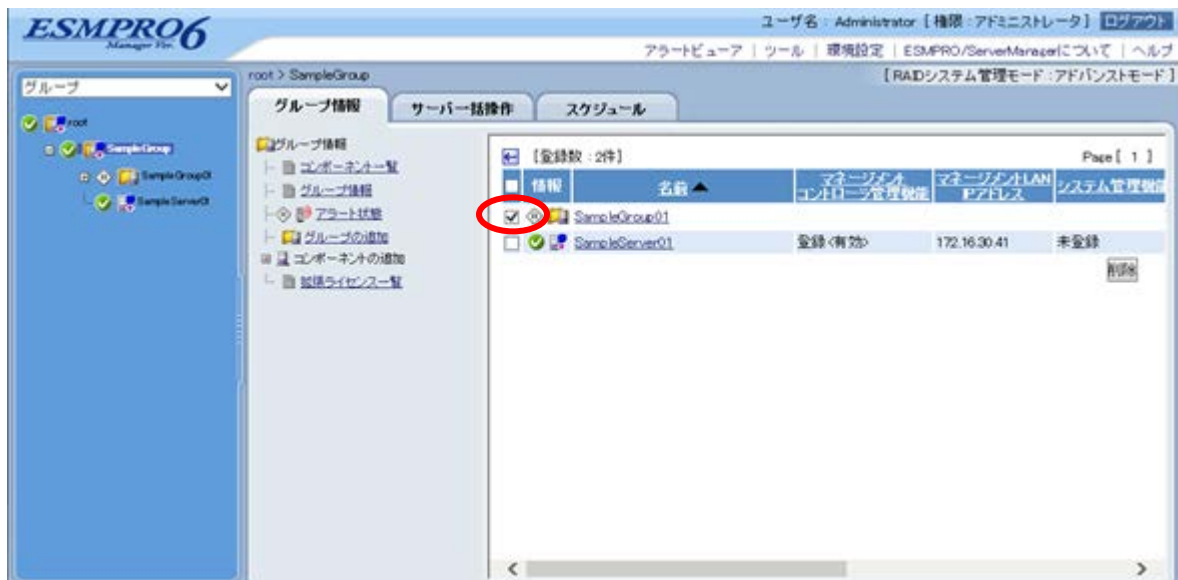 ESMPRO6
Manager Ver.
ユーザ名 : Administrator [ 権限 : アドミニストレータ ] ログアウト
アラートビューア | ツール | 環境設定 | ESMPRO/ServerManagerについて | ヘルプ
グループ
root > SampleGroup
[ RAIDシステム管理モード : アドバンストモード ]
グループ情報
サーバー括操作
スケジュール
root
SampleGroup
SampleGroup01
SampleServer01
グループ情報
コンポーネント一覧
グループ情報
アラート状態
グループの追加
コンポーネントの追加
拡張ライセンス一覧
[登録数 : 2件]
Page [ 1 ]
情報 名前▲ マネージメントコントローラ管理機能 マネージメントLAN IPアドレス システム管理機能
SampleGroup01
SampleServer01 登録<有効> 172.16.30.41 未登録
削除